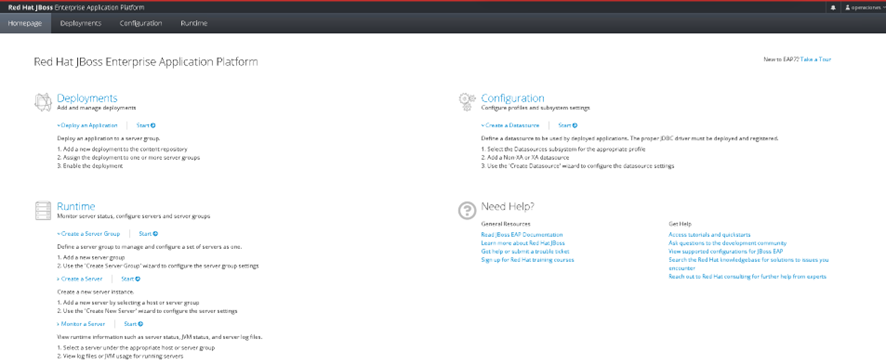 Red Hat JBoss Enterprise Application Platform
operaciones
Homepage Deployments Configuration Runtime
Red Hat JBoss Enterprise Application Platform
New to EAP7? Take a Tour
Deployments
Add and manage deployments
Deploy an Application Start
Deploy an application to a server group.
1. Add a new deployment to the content repository
2. Assign the deployment to one or more server groups
3. Enable the deployment
Configuration
Configure profiles and subsystem settings
Create a Datasource Start
Define a datasource to be used by deployed applications. The proper JDBC driver must be deployed and registered.
1. Select the Datasources subsystem for the appropriate profile
2. Add a Non-XA or XA datasource
3. Use the 'Create Datasource' wizard to configure the datasource settings
Runtime
Monitor server status, configure servers and server groups
Create a Server Group Start
Define a server group to manage and configure a set of servers as one.
1. Add a new server group
2. Use the 'Create Server Group' wizard to configure the server group settings
Create a Server Start
Create a new server instance.
1. Add a new server by selecting a host or server group
2. Use the 'Create New Server' wizard to configure the server settings
Monitor a Server Start
View runtime information such as server status, JVM status, and server log files.
1. Select a server under the appropriate host or server group
2. View log files or JVM usage for running servers
Need Help?
General Resources
Read JBoss EAP Documentation
Learn more about Red Hat JBoss
Get help or submit a trouble ticket
Sign up for Red Hat training courses
Get Help
Access tutorials and quickstarts
Ask questions to the development community
View supported configurations for JBoss EAP
Search the Red Hat knowledgebase for solutions to issues you
encounter
Reach out to Red Hat consulting for further help from experts